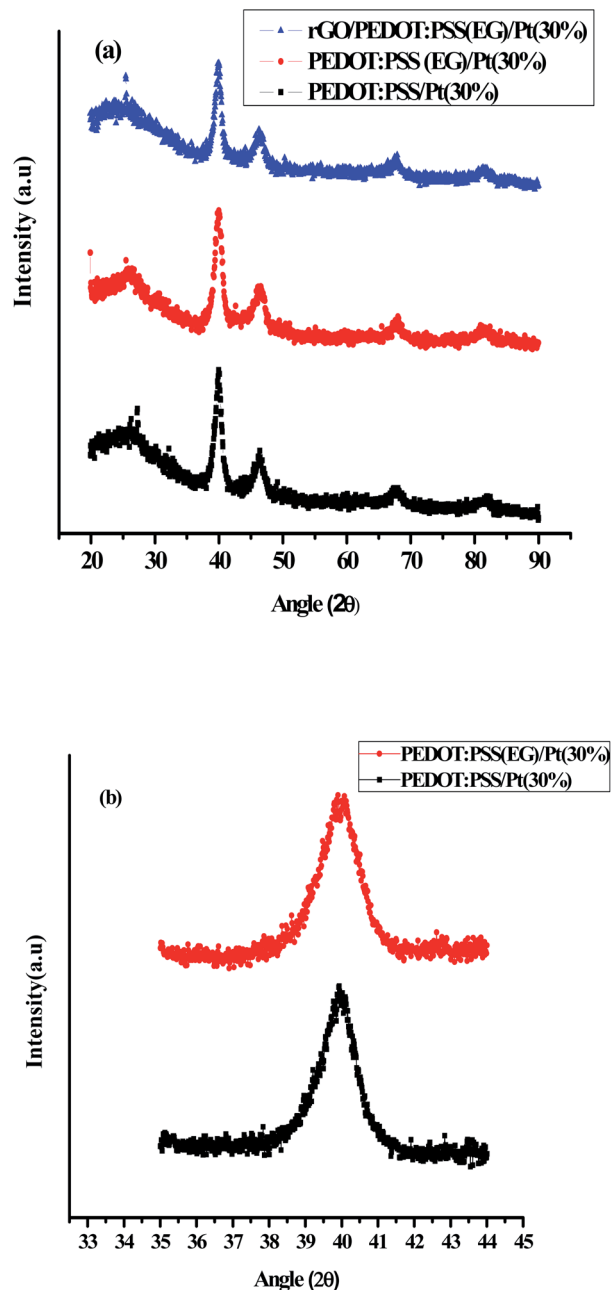 (a)
rGO/PEDOT:PSS(EG)/Pt(30%)
PEDOT:PSS (EG)/Pt(30%)
PEDOT:PSS/Pt(30%)
Intensity (a.u)
20 30 40 50 60 70 80 90
Angle (2θ)
(b)
PEDOT:PSS(EG)/Pt(30%)
PEDOT:PSS/Pt(30%)
Intensity(a.u)
33 34 35 36 37 38 39 40 41 42 43 44 45
Angle (2θ)